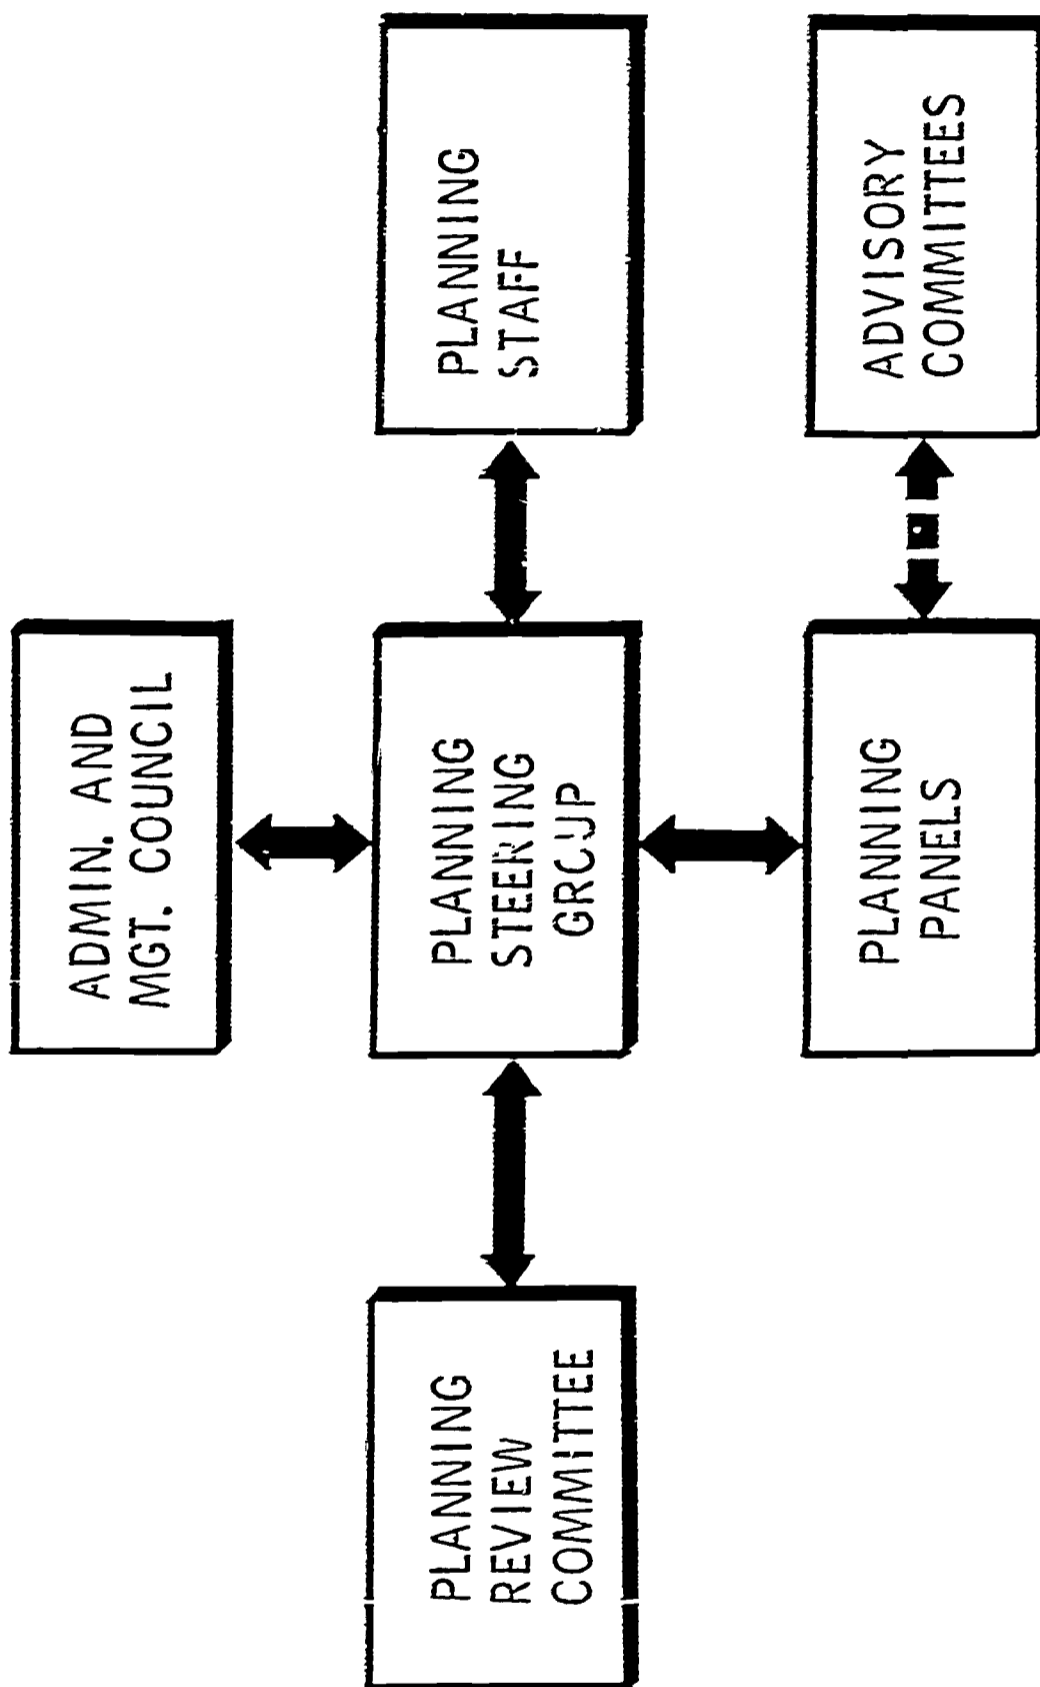 ADMIN. AND
MGT. COUNCIL
PLANNING
REVIEW
COMMITTEE
PLANNING
STEERING
GROUP
PLANNING
STAFF
PLANNING
PANELS
ADVISORY
COMMITTEES